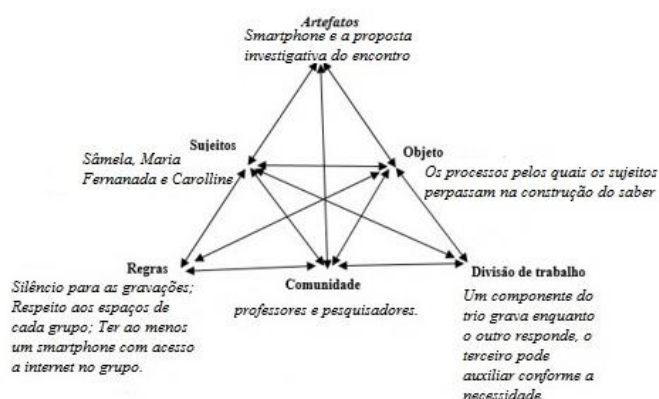 Artefatos
Smartphone e a proposta
investigativa do encontro
Sujeitos
Sâmela, Maria
Fernanada e Carolline
Objeto
Os processos pelos quais os sujeitos
perpassam na construção do saber
Regras
Silêncio para as gravações;
Respeito aos espaços de
cada grupo; Ter ao menos
um smartphone com acesso
a internet no grupo.
Comunidade
professores e pesquisadores.
Divisão de trabalho
Um componente do
trio grava enquanto
o outro responde, o
terceiro pode
auxiliar conforme a
necessidade